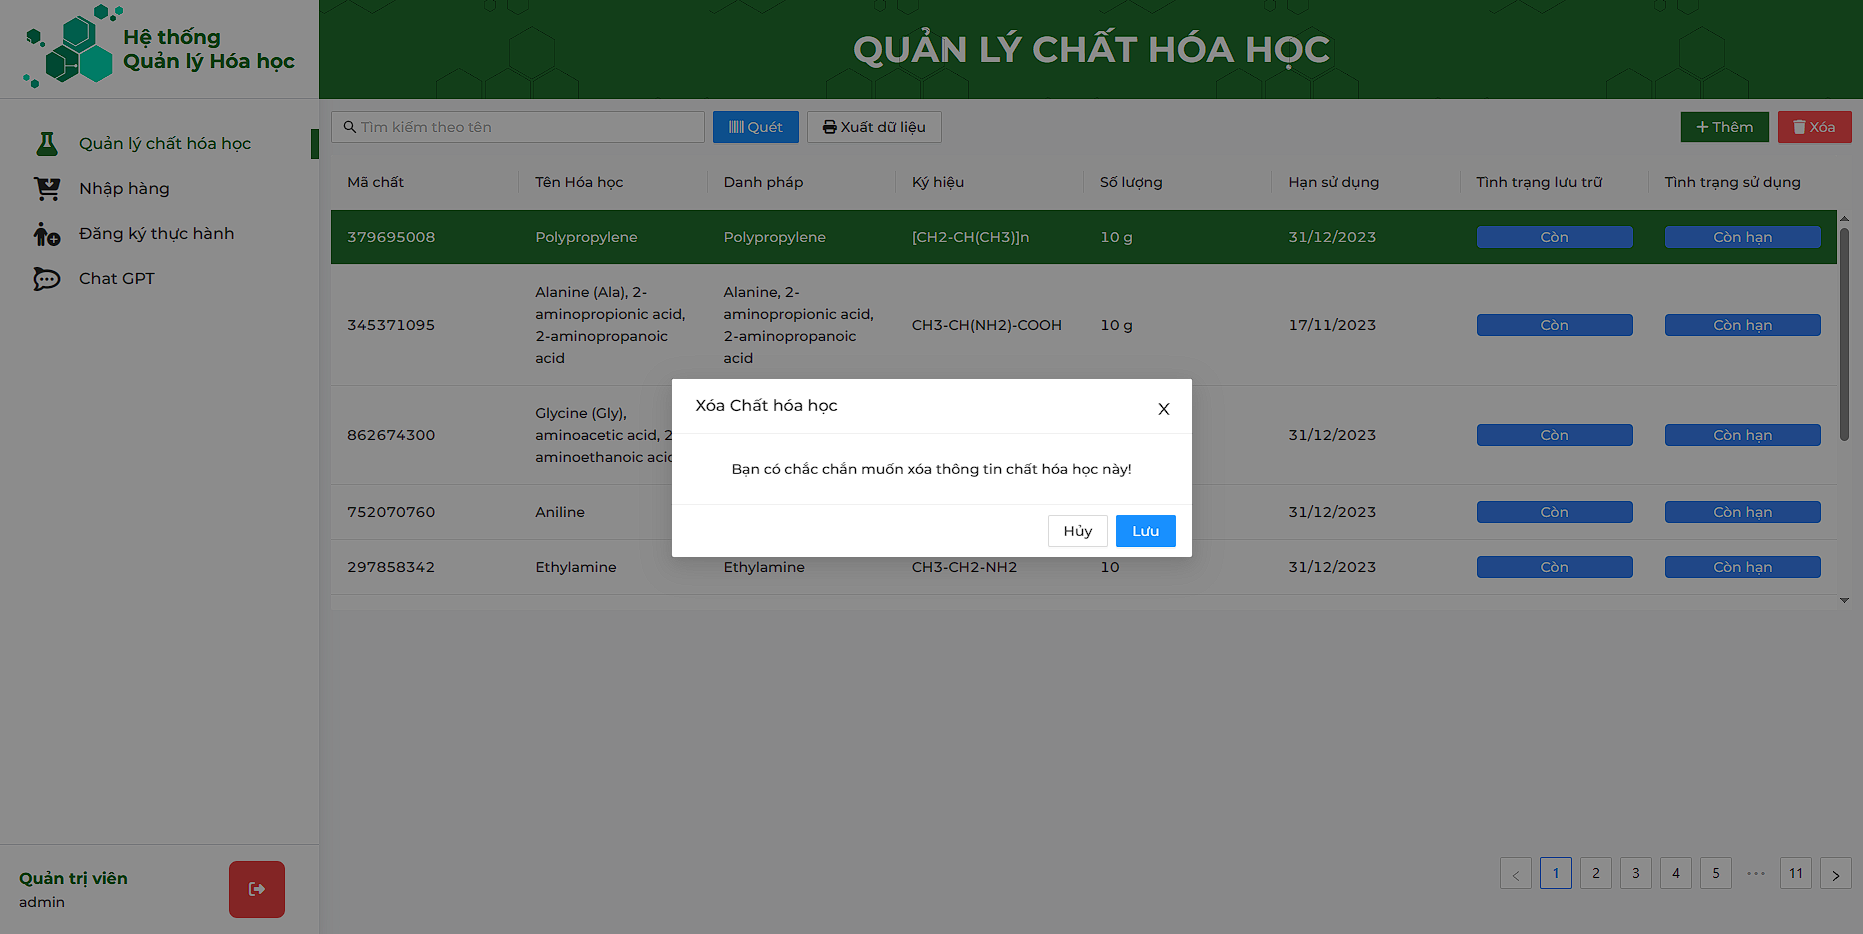 Hệ thống
Quản lý Hóa học
QUẢN LÝ CHẤT HÓA HỌC
Quản lý chất hóa học
Nhập hàng
Đăng ký thực hành
Chat GPT
Tìm kiếm theo tên
Quét
Xuất dữ liệu
Thêm
Xóa
Mã chất Tên Hóa học Danh pháp Ký hiệu Số lượng Hạn sử dụng Tình trạng lưu trữ Tình trạng sử dụng
379695008 Polypropylene Polypropylene [CH2-CH(CH3)]n 10 g 31/12/2023 Còn Còn hạn
Alanine (Ala), 2-
aminopropionic acid,
2-aminopropanoic
acid
Alanine, 2-
aminopropionic acid,
2-aminopropanoic
acid
345371095 CH3-CH(NH2)-COOH 10 g 17/11/2023 Còn Còn hạn
Glycine (Gly),
aminoacetic acid,
aminoethanoic
862674300 31/12/2023 Còn Còn hạn
752070760 Aniline 31/12/2023 Còn Còn hạn
297858342 Ethylamine Ethylamine CH3-CH2-NH2 10 31/12/2023 Còn Còn hạn
Xóa Chất hóa học
X
Bạn có chắc chắn muốn xóa thông tin chất hóa học này!
Hủy
Lưu
< 1 2 3 4 5 ••• 11 >
Quản trị viên
admin